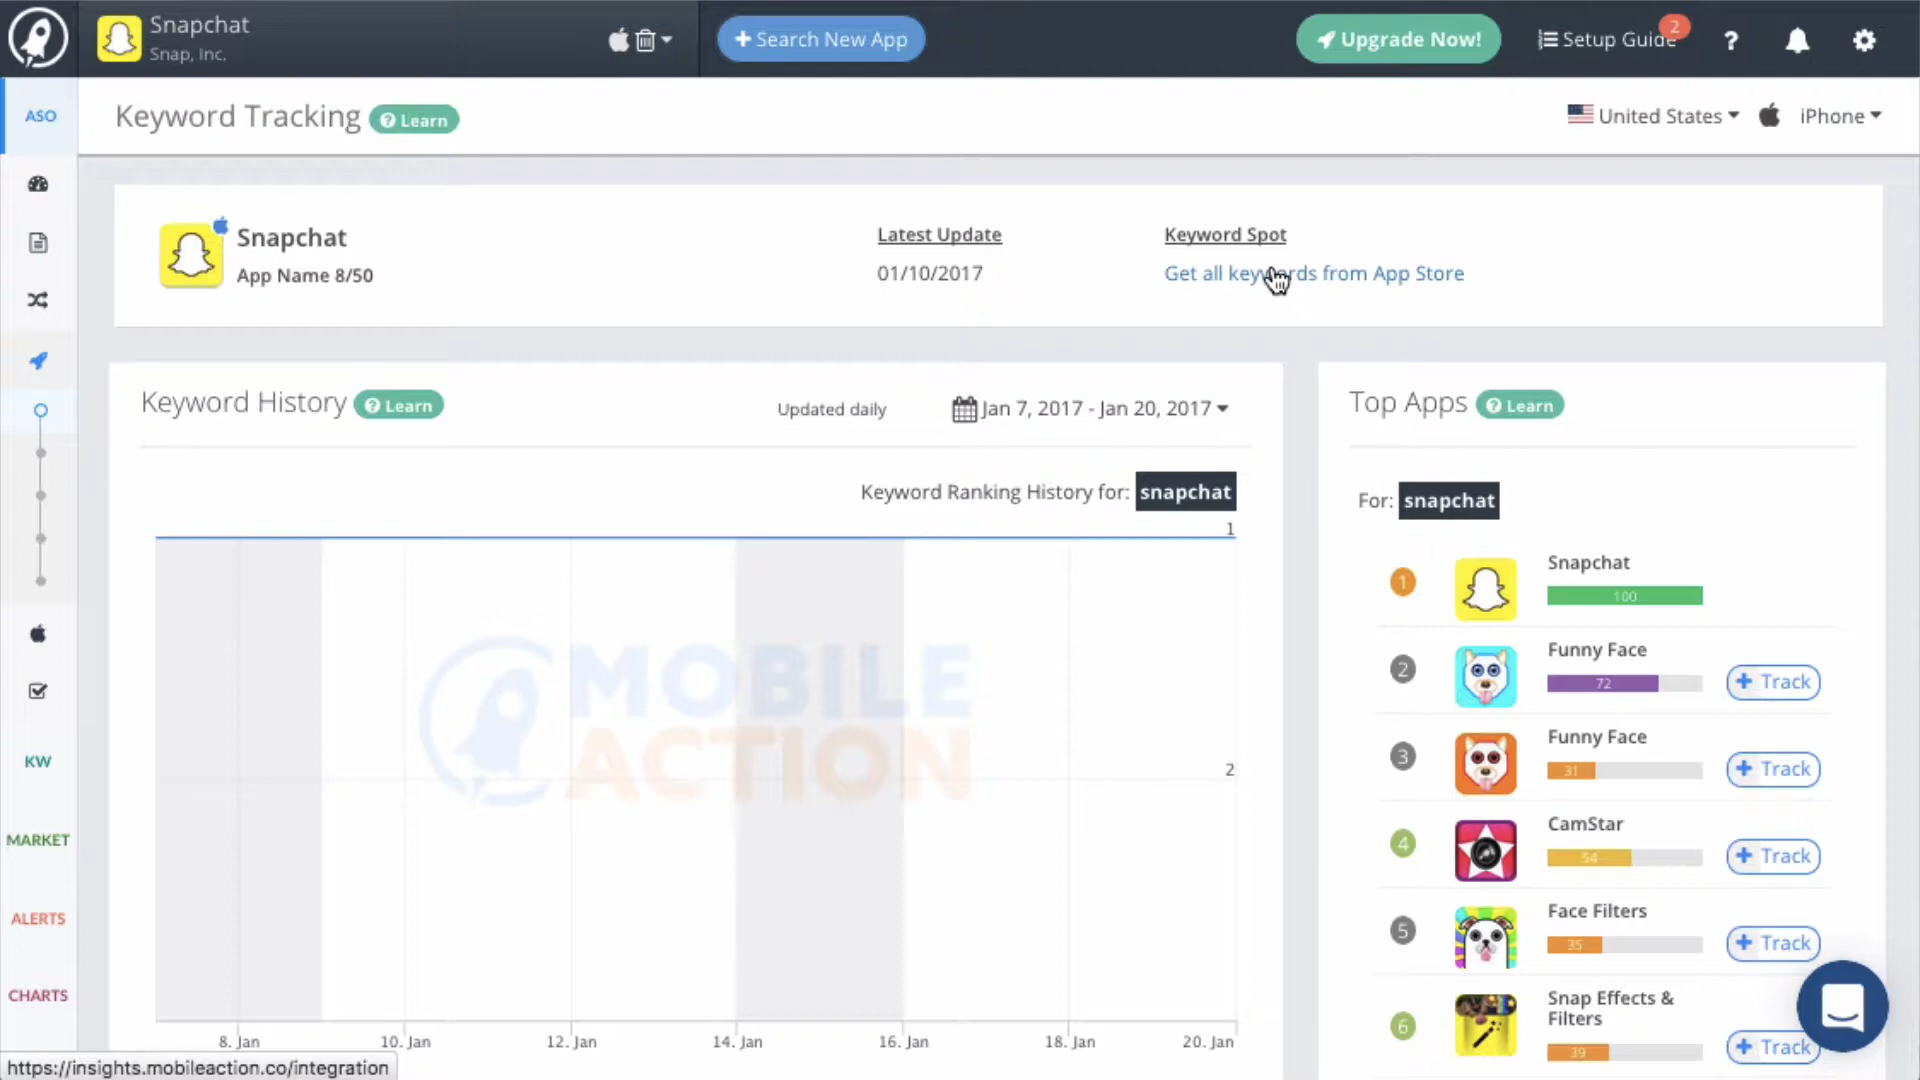 Snapchat
Snap, Inc.
+ Search New App
Upgrade Now!
Setup Guide
2
?
ASO
Keyword Tracking
? Learn
United States
iPhone
Snapchat
App Name 8/50
Latest Update
01/10/2017
Keyword Spot
Get all keywords from App Store
Keyword History
? Learn
Updated daily
Jan 7, 2017 - Jan 20, 2017
Top Apps
? Learn
Keyword Ranking History for: snapchat
1
2
MOBILE
ACTION
8. Jan
10. Jan
12. Jan
14. Jan
16. Jan
18. Jan
20. Jan
For: snapchat
1
Snapchat
100
2
Funny Face
72
+ Track
3
Funny Face
31
+ Track
4
CamStar
54
+ Track
5
Face Filters
35
+ Track
6
Snap Effects &
Filters
39
+ Track
KW
MARKET
ALERTS
CHARTS
https://insights.mobileaction.co/integration